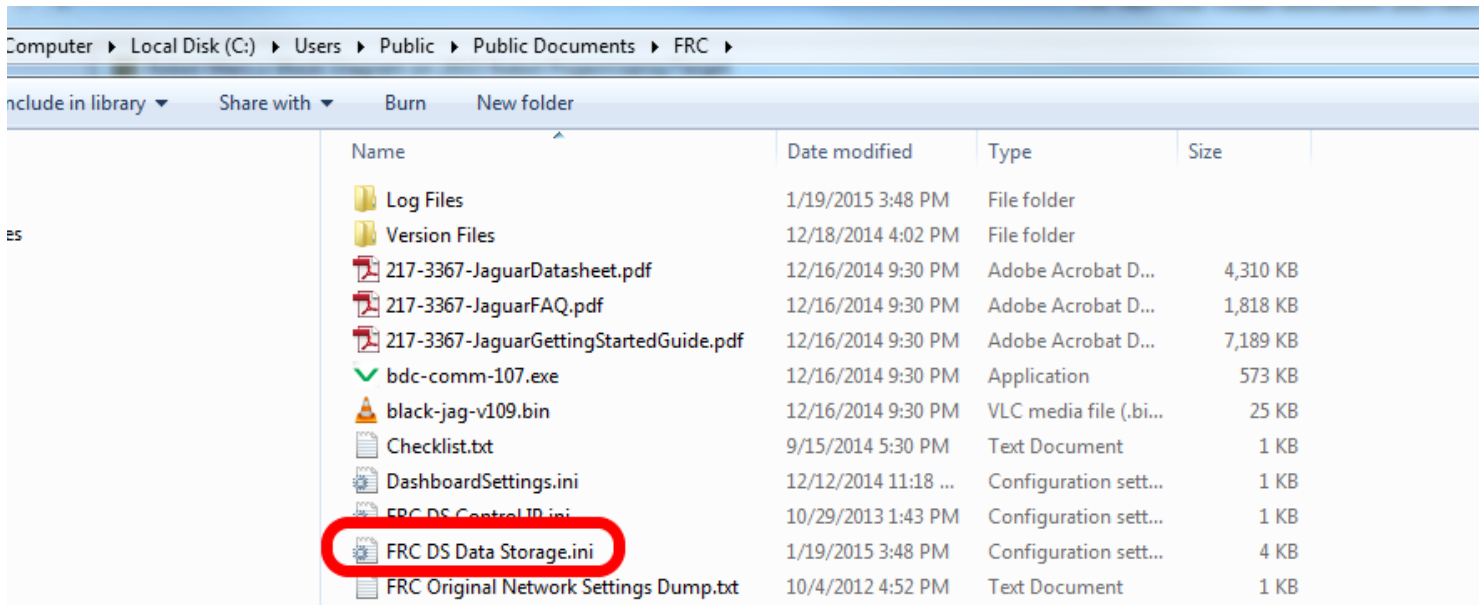 Computer ▸ Local Disk (C:) ▸ Users ▸ Public ▸ Public Documents ▸ FRC ▸
nclude in library ▾ Share with ▾ Burn New folder
Name Date modified Type Size
Log Files 1/19/2015 3:48 PM File folder
es
Version Files 12/18/2014 4:02 PM File folder
217-3367-JaguarDatasheet.pdf 12/16/2014 9:30 PM Adobe Acrobat D... 4,310 KB
217-3367-JaguarFAQ.pdf 12/16/2014 9:30 PM Adobe Acrobat D... 1,818 KB
217-3367-JaguarGettingStartedGuide.pdf 12/16/2014 9:30 PM Adobe Acrobat D... 7,189 KB
bdc-comm-107.exe 12/16/2014 9:30 PM Application 573 KB
black-jag-v109.bin 12/16/2014 9:30 PM VLC media file (.bi... 25 KB
Checklist.txt 9/15/2014 5:30 PM Text Document 1 KB
DashboardSettings.ini 12/12/2014 11:18 ... Configuration sett... 1 KB
FRC DS Control IP.ini 10/29/2013 1:43 PM Configuration sett... 1 KB
FRC DS Data Storage.ini 1/19/2015 3:48 PM Configuration sett... 4 KB
FRC Original Network Settings Dump.txt 10/4/2012 4:52 PM Text Document 1 KB